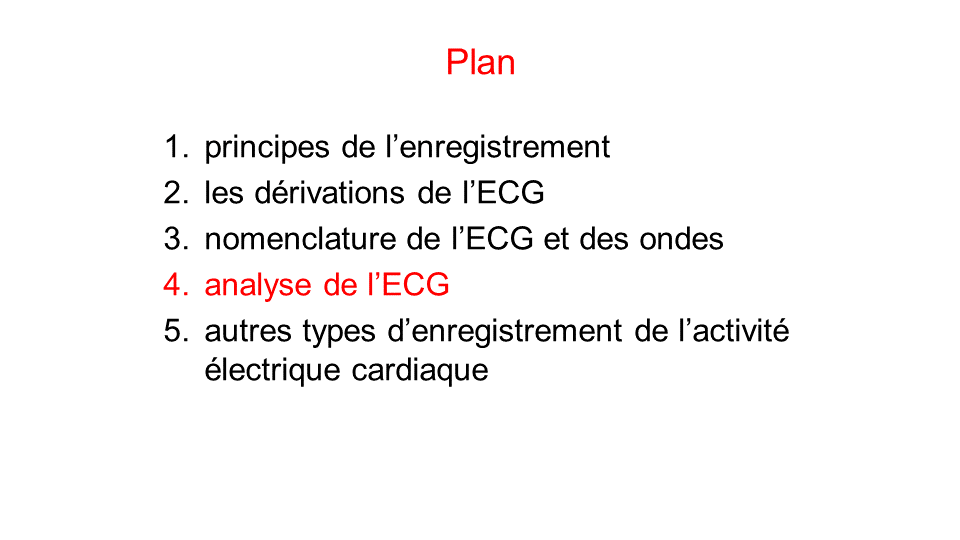 Plan
1. principes de l’enregistrement
2. les dérivations de l’ECG
3. nomenclature de l’ECG et des ondes
4. analyse de l’ECG
5. autres types d’enregistrement de l’activité
électrique cardiaque